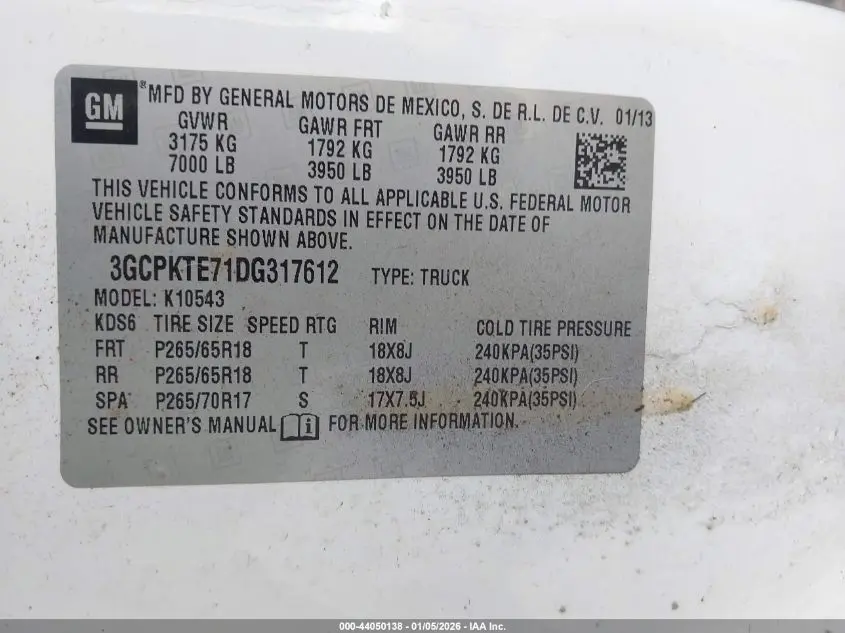 GM
® MFD BY GENERAL MOTORS DE MEXICO, S. DE R.L. DE C.V. 01/13
GVWR GAWR FRT GAWR RR
3175 KG 1792 KG 1792 KG
7000 LB 3950 LB 3950 LB
THIS VEHICLE CONFORMS TO ALL APPLICABLE U.S. FEDERAL MOTOR
VEHICLE SAFETY STANDARDS IN EFFECT ON THE DATE OF
MANUFACTURE SHOWN ABOVE.
3GCPKTE71DG317612 TYPE: TRUCK
MODEL: K10543
KDS6 TIRE SIZE SPEED RTG RIM COLD TIRE PRESSURE
FRT P265/65R18 T 18X8J 240KPA(35PSI)
RR P265/65R18 T 18X8J 240KPA(35PSI)
SPA P265/70R17 S 17X7.5J 240KPA(35PSI)
SEE OWNER'S MANUAL i FOR MORE INFORMATION.
000-44050138 - 01/05/2026 - IAA Inc.